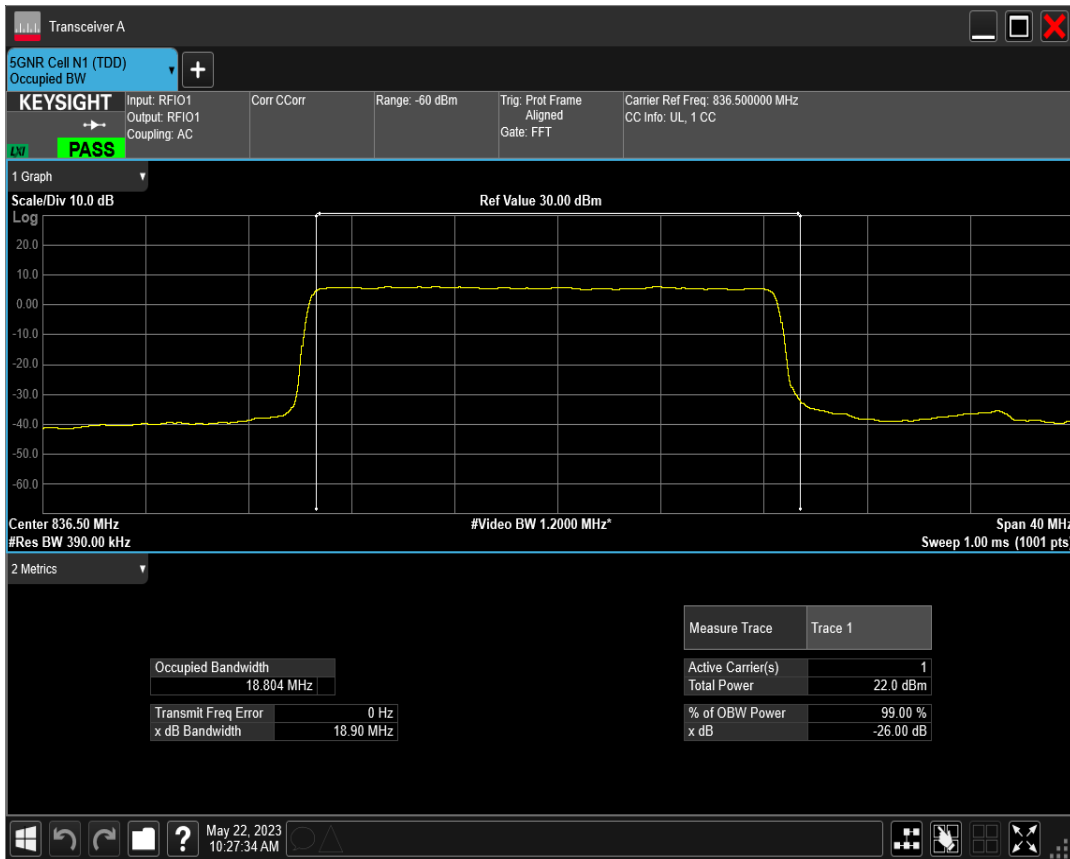 Transceiver A
5GNR Cell N1 (TDD)
Occupied BW
+
KEYSIGHT
LXI
PASS
Input: RFIO1
Output: RFIO1
Coupling: AC
Corr CCorr
Range: -60 dBm
Trig: Prot Frame
Aligned
Gate: FFT
Carrier Ref Freq: 836.500000 MHz
CC Info: UL, 1 CC
1 Graph
Scale/Div 10.0 dB
Ref Value 30.00 dBm
Log
20.0
10.0
0.00
-10.0
-20.0
-30.0
-40.0
-50.0
-60.0
Center 836.50 MHz
#Video BW 1.2000 MHz*
Span 40 MHz
#Res BW 390.00 kHz
Sweep 1.00 ms (1001 pts)
2 Metrics
Measure Trace Trace 1
Occupied Bandwidth
18.804 MHz
Active Carrier(s) 1
Total Power 22.0 dBm
Transmit Freq Error 0 Hz
x dB Bandwidth 18.90 MHz
% of OBW Power 99.00 %
x dB -26.00 dB
?
May 22, 2023
10:27:34 AM